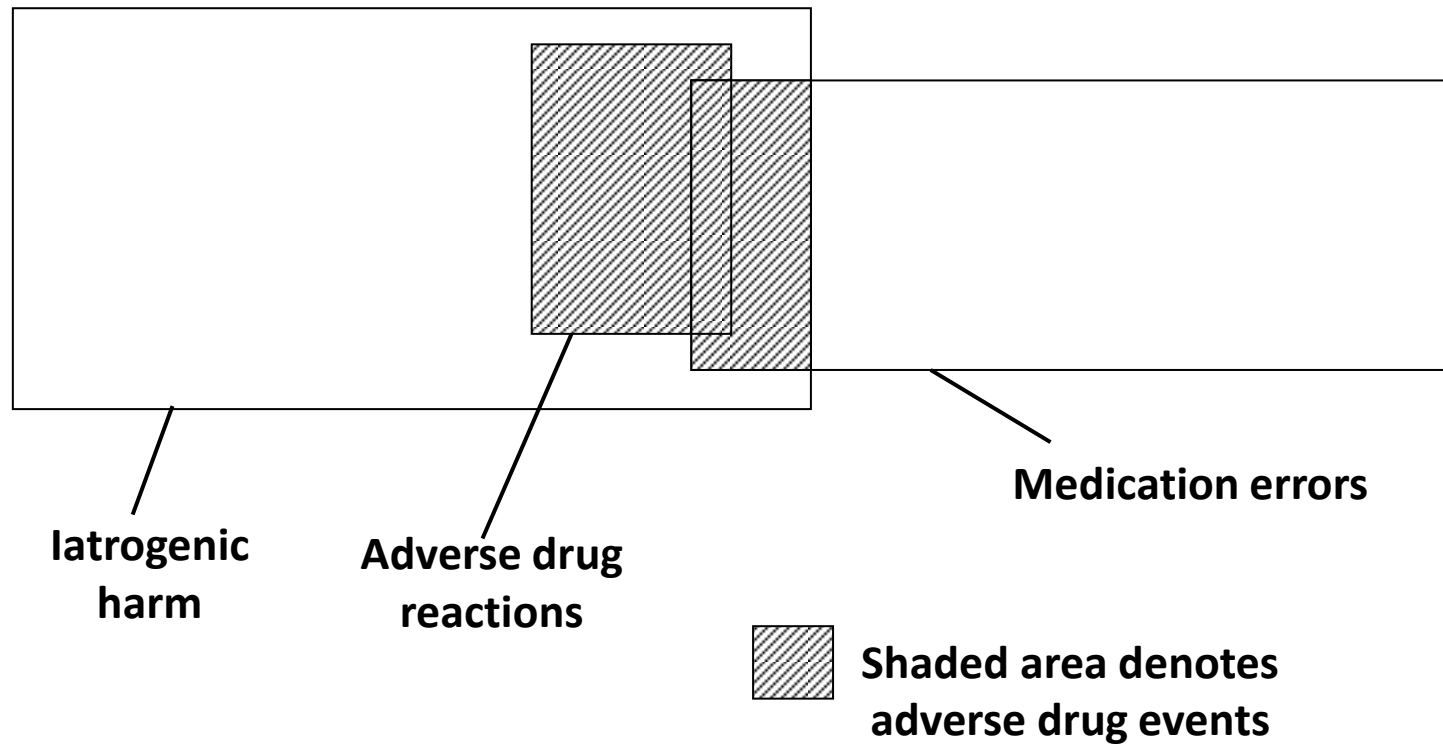 Medication errors
Iatrogenic
harm
Adverse drug
reactions
Shaded area denotes
adverse drug events